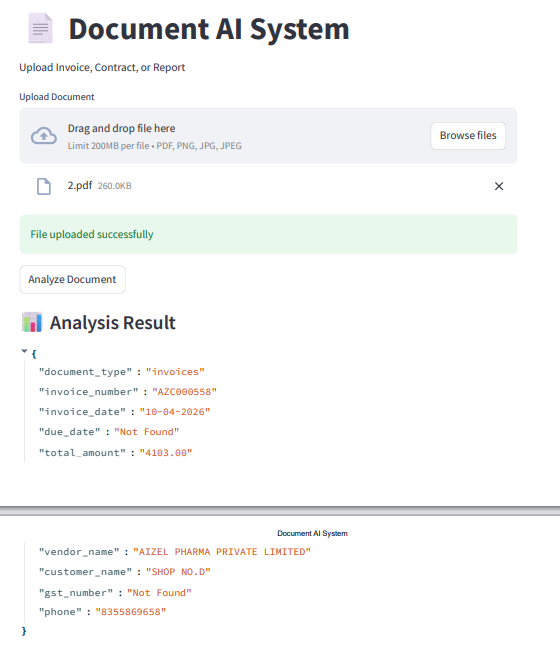 Document AI System
Upload Invoice, Contract, or Report
Upload Document
Drag and drop file here
Limit 200MB per file • PDF, PNG, JPG, JPEG
Browse files
2.pdf 260.0KB
File uploaded successfully
Analyze Document
Analysis Result
{
"document_type" : "invoices"
"invoice_number" : "AZC000558"
"invoice_date" : "10-04-2026"
"due_date" : "Not Found"
"total_amount" : "4103.00"
Document AI System
"vendor_name" : "AIZEL PHARMA PRIVATE LIMITED"
"customer_name" : "SHOP NO.D"
"gst_number" : "Not Found"
"phone" : "8355869658"
}